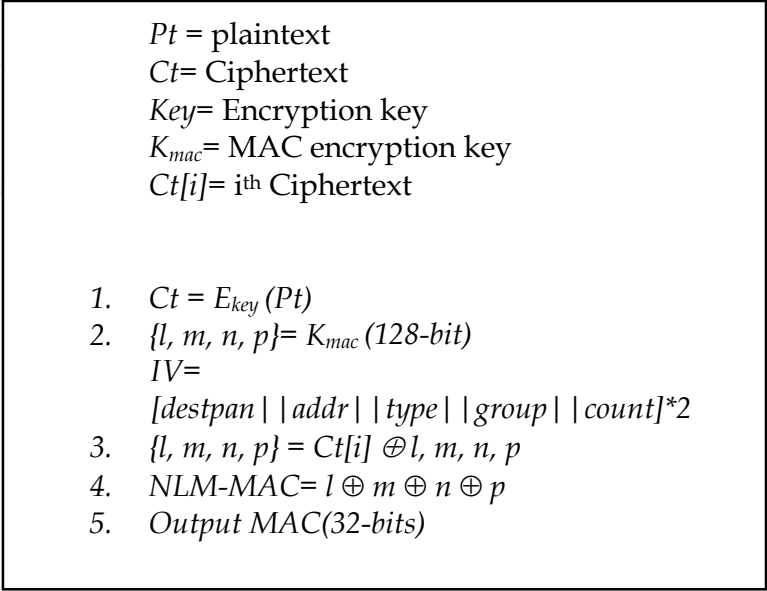 Pt = plaintext
Ct= Ciphertext
Key= Encryption key
Kmac= MAC encryption key
Ct[i]= ith Ciphertext
1. Ct = Ekey (Pt)
2. {l, m, n, p}= Kmac (128-bit)
IV=
[destpan||addr||type||group||count]*2
3. {l, m, n, p} = Ct[i] ⊕ l, m, n, p
4. NLM-MAC= l ⊕ m ⊕ n ⊕ p
5. Output MAC(32-bits)